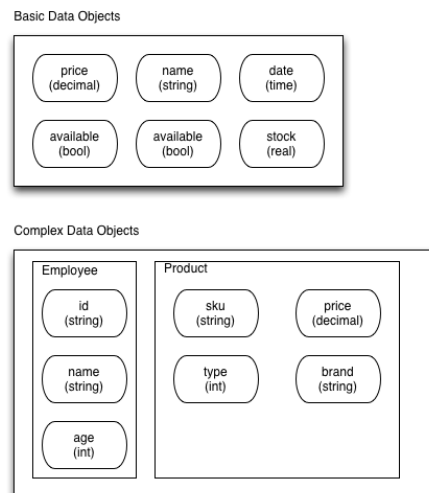 Basic Data Objects
price
(decimal)
name
(string)
date
(time)
available
(bool)
available
(bool)
stock
(real)
Complex Data Objects
Employee
id
(string)
name
(string)
age
(int)
Product
sku
(string)
price
(decimal)
type
(int)
brand
(string)